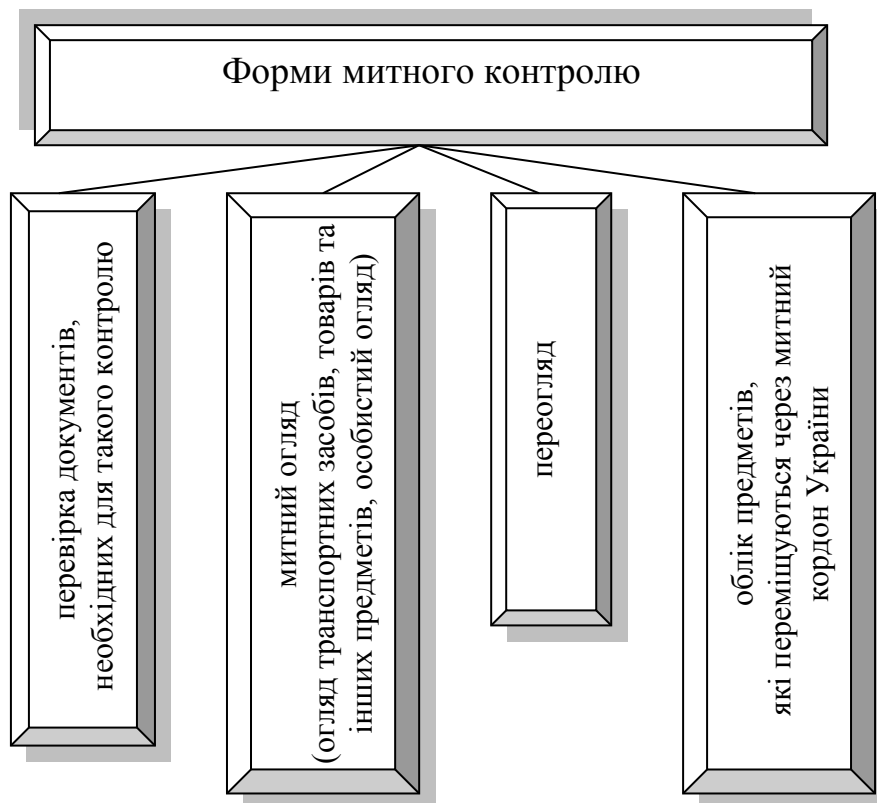 Форми митного контролю
перевірка документів,
необхідних для такого контролю
митний огляд
(огляд транспортних засобів, товарів та
інших предметів, особистий огляд)
переогляд
облік предметів,
які переміщуються через митний
кордон України